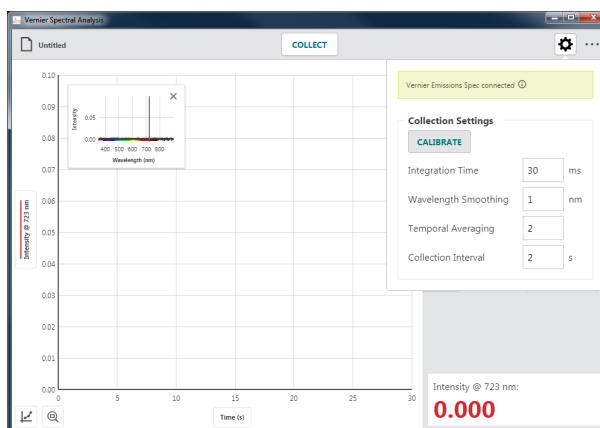 Vernier Spectral Analysis
Untitled
COLLECT
Vernier Emissions Spec connected
Collection Settings
CALIBRATE
Integration Time 30 ms
Wavelength Smoothing 1 nm
Temporal Averaging 2
Collection Interval 2 s
0.10
0.09
0.08
0.07
0.06
0.05
0.04
0.03
0.02
0.01
0.00
Intensity @ 723 nm
Intensity
0.05
0.00
400 500 600 700 800
Wavelength (nm)
0 5 10 15 20 25 30
Time (s)
Intensity @ 723 nm:
0.000